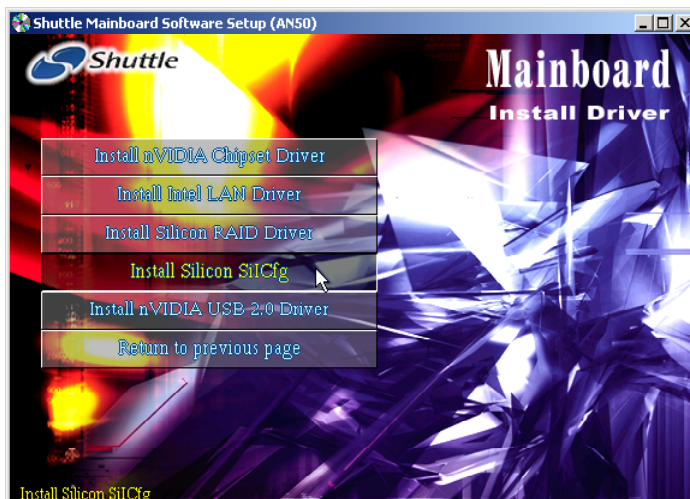 Shuttle Mainboard Software Setup (AN50)
Shuttle
Mainboard
Install Driver
Install nVIDIA Chipset Driver
Install Intel LAN Driver
Install Silicon RAID Driver
Install Silicon SiICfg
Install nVIDIA USB 2.0 Driver
Return to previous page
Install Silicon SiICfg